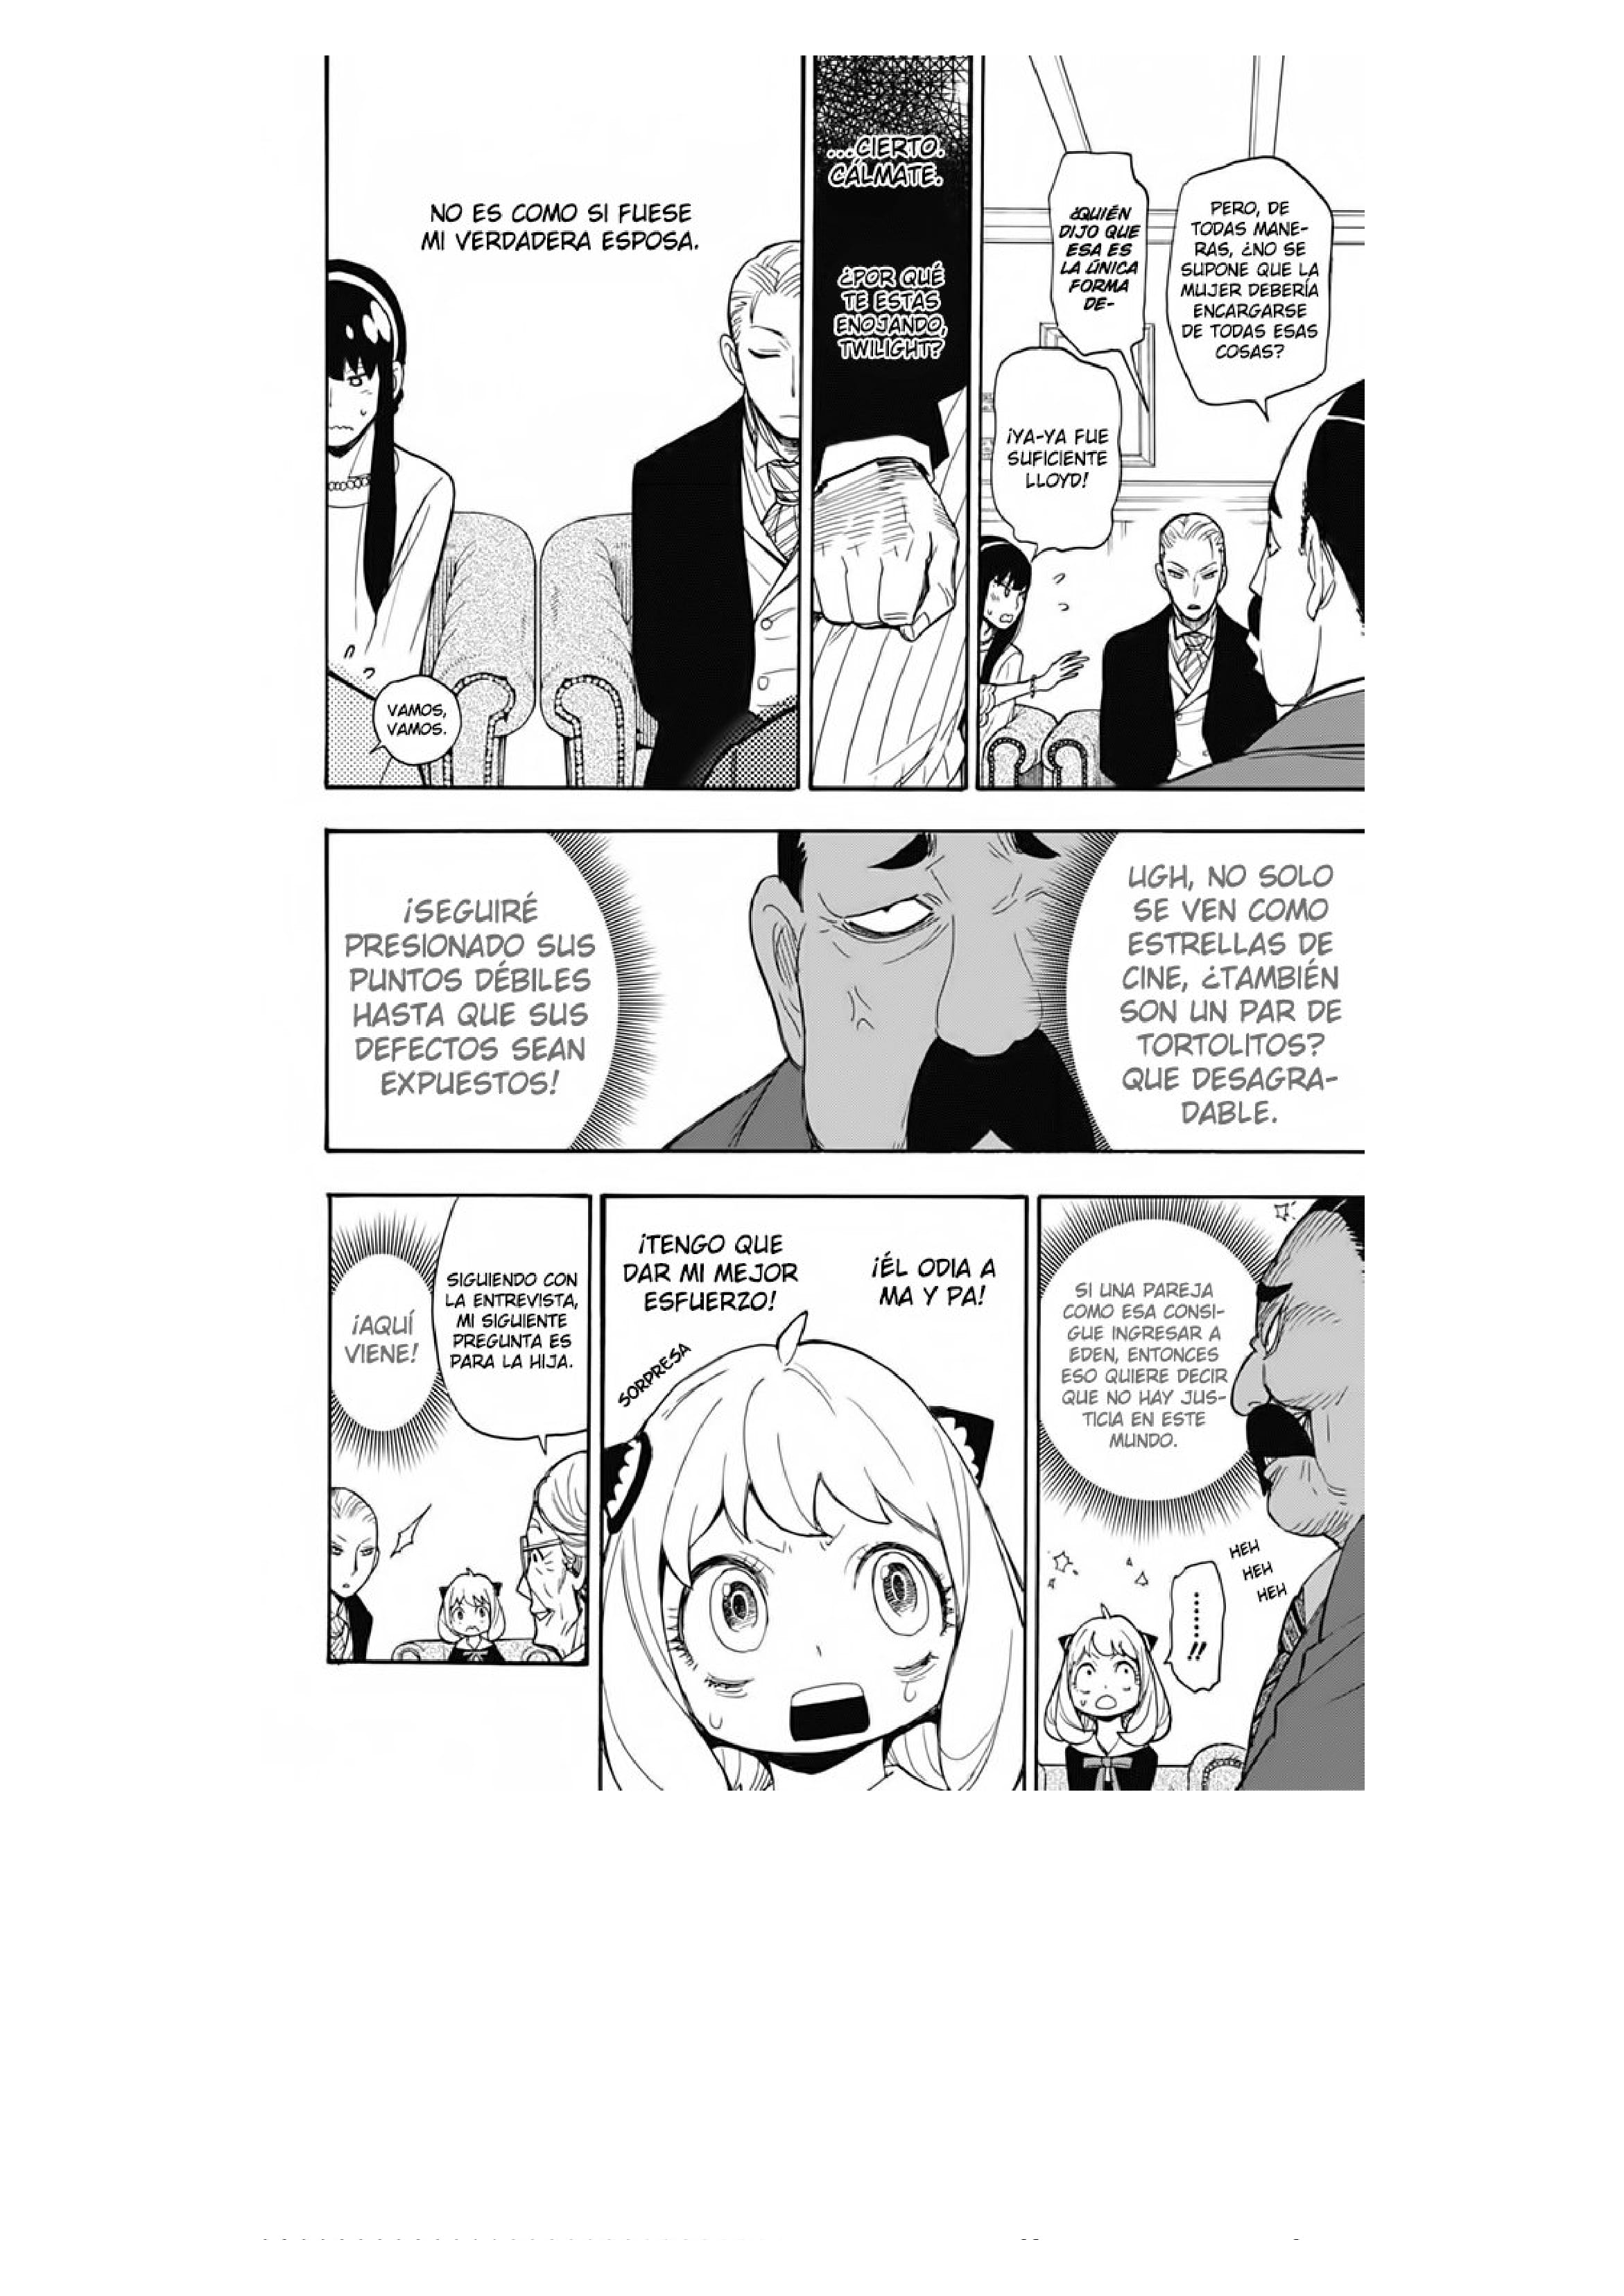 PERO, DE
TODAS MANE-
RAS, ¿NO SE
SUPONE QUE LA
MUJER DEBERÍA
ENCARGARSE
DE TODAS ESAS
COSAS?
¿QUIÉN
DIJO QUE
ESA ES
LA ÚNICA
FORMA
DE-
¡YA-YA FUE
SUFICIENTE
LLOYD!
...CIERTO.
CÁLMATE.
¿POR QUÉ
TE ESTAS
ENOJANDO,
TWILIGHT?
NO ES COMO SI FUESE
MI VERDADERA ESPOSA.
VAMOS,
VAMOS.
UGH, NO SOLO
SE VEN COMO
ESTRELLAS DE
CINE, ¿TAMBIÉN
SON UN PAR DE
TORTOLITOS?
QUE DESAGRA-
DABLE.
¡SEGUIRÉ
PRESIONADO SUS
PUNTOS DÉBILES
HASTA QUE SUS
DEFECTOS SEAN
EXPUESTOS!
SI UNA PAREJA
COMO ESA CONSI-
GUE INGRESAR A
EDEN, ENTONCES
ESO QUIERE DECIR
QUE NO HAY JUS-
TICIA EN ESTE
MUNDO.
HEH
HEH
HEH
......!!
¡ÉL ODIA A
MA Y PA!
¡TENGO QUE
DAR MI MEJOR
ESFUERZO!
SORPRESA
SIGUIENDO CON
LA ENTREVISTA,
MI SIGUIENTE
PREGUNTA ES
PARA LA HIJA.
¡AQUÍ
VIENE!